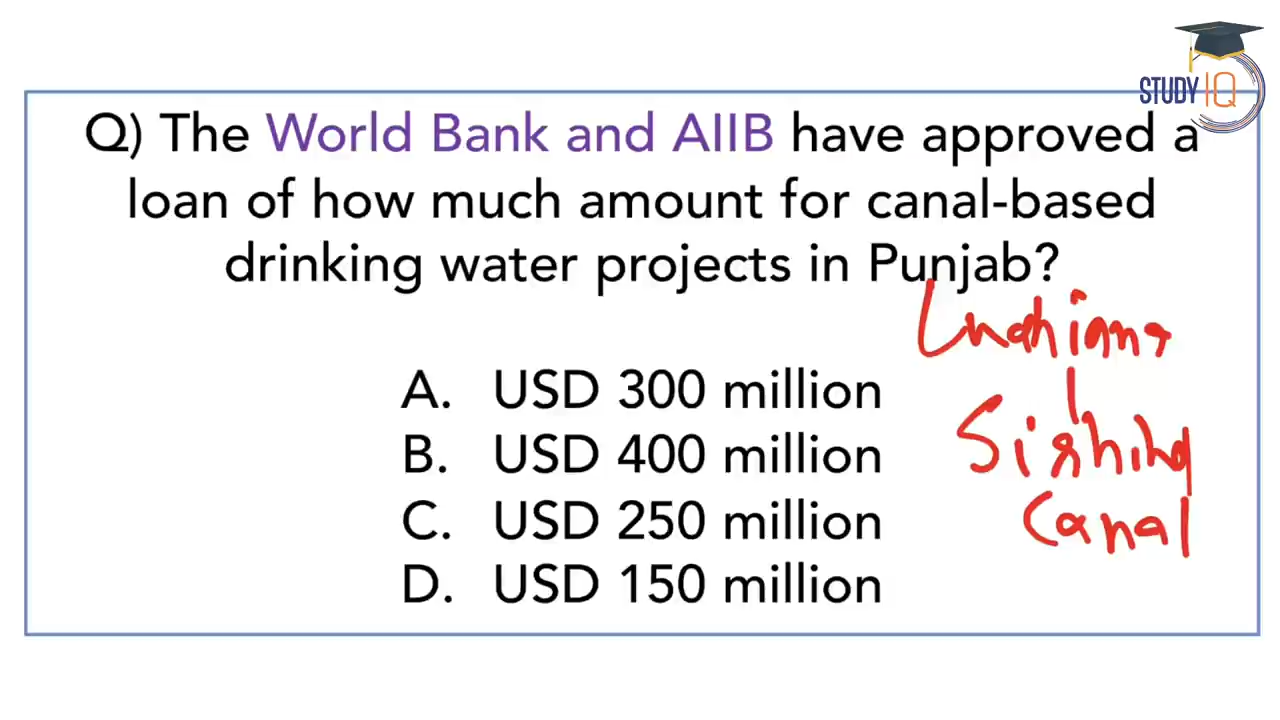 STUDY IQ
Q) The World Bank and AIIB have approved a
loan of how much amount for canal-based
drinking water projects in Punjab?
Ludhiana
A. USD 300 million
B. USD 400 million
Sirhind
C. USD 250 million
Canal
D. USD 150 million